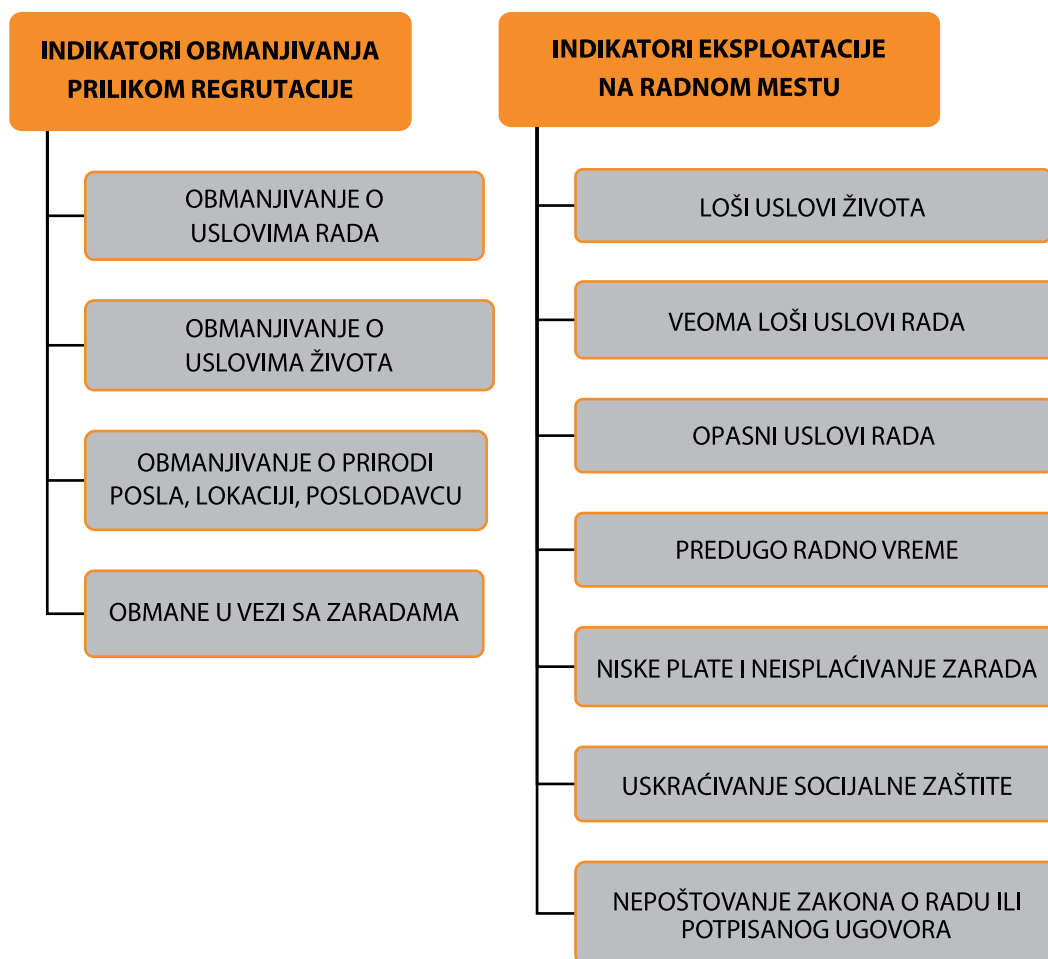 INDIKATORI OBMANJIVANJA
PRILIKOM REGRUTACIJE
OBMANJIVANJE O
USLOVIMA RADA
OBMANJIVANJE O
USLOVIMA ŽIVOTA
OBMANJIVANJE O PRIRODI
POSLA, LOKACIJI, POSLODAVCU
OBMANE U VEZI SA ZARADAMA
INDIKATORI EKSPLOATACIJE
NA RADNOM MESTU
LOŠI USLOVI ŽIVOTA
VEOMA LOŠI USLOVI RADA
OPASNI USLOVI RADA
PREDUGO RADNO VREME
NISKE PLATE I NEISPLAĆIVANJE ZARADA
USKRAĆIVANJE SOCIJALNE ZAŠTITE
NEPOŠTOVANJE ZAKONA O RADU ILI
POTPISANOG UGOVORA